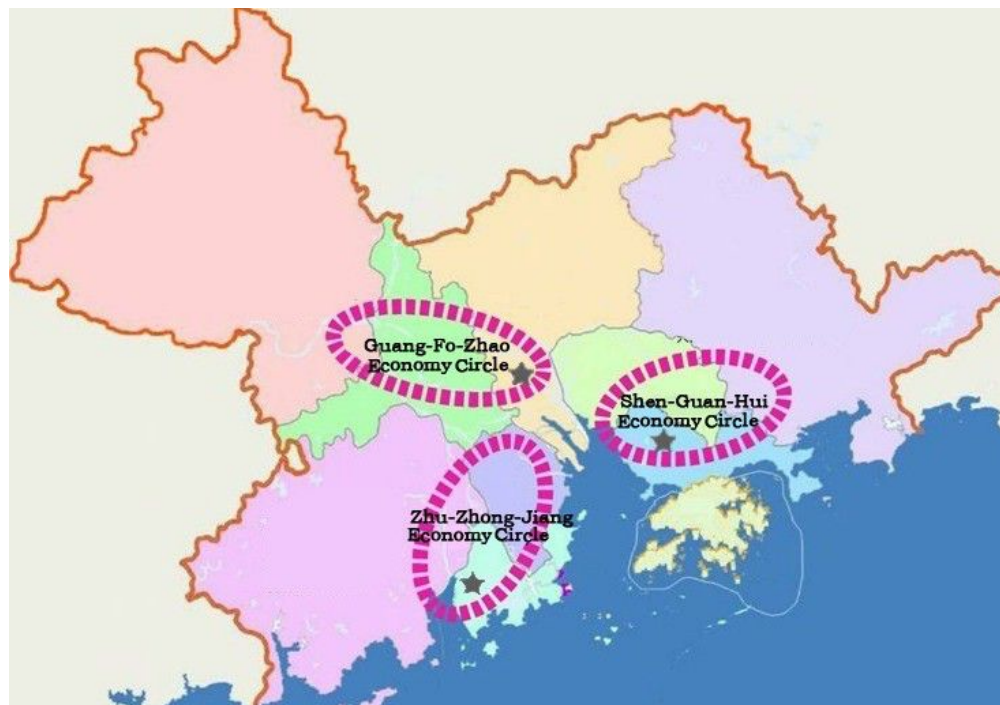 Guang-Fo-Zhao
Economy Circle
Shen-Guan-Hui
Economy Circle
Zhu-Zhong-Jiang
Economy Circle